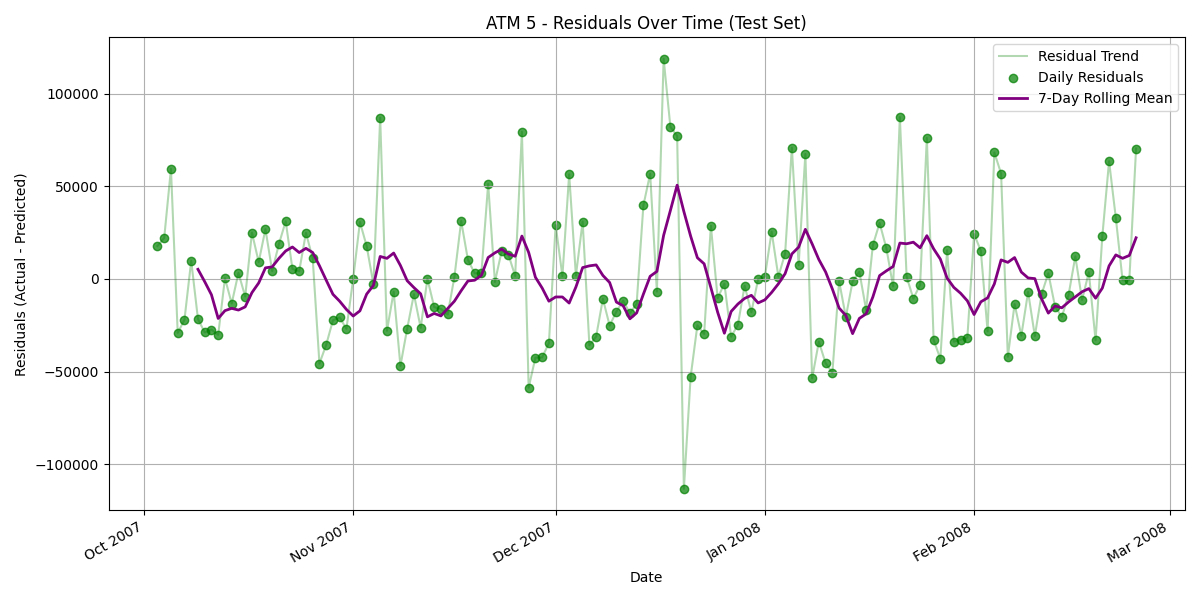 ATM 5 - Residuals Over Time (Test Set)
Residual Trend
Daily Residuals
7-Day Rolling Mean
Residuals (Actual - Predicted)
100000
50000
0
−50000
−100000
Oct 2007
Nov 2007
Dec 2007
Jan 2008
Feb 2008
Mar 2008
Date